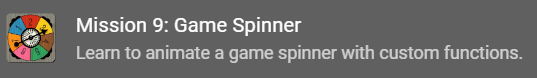 Mission 9: Game Spinner
Learn to animate a game spinner with custom functions.